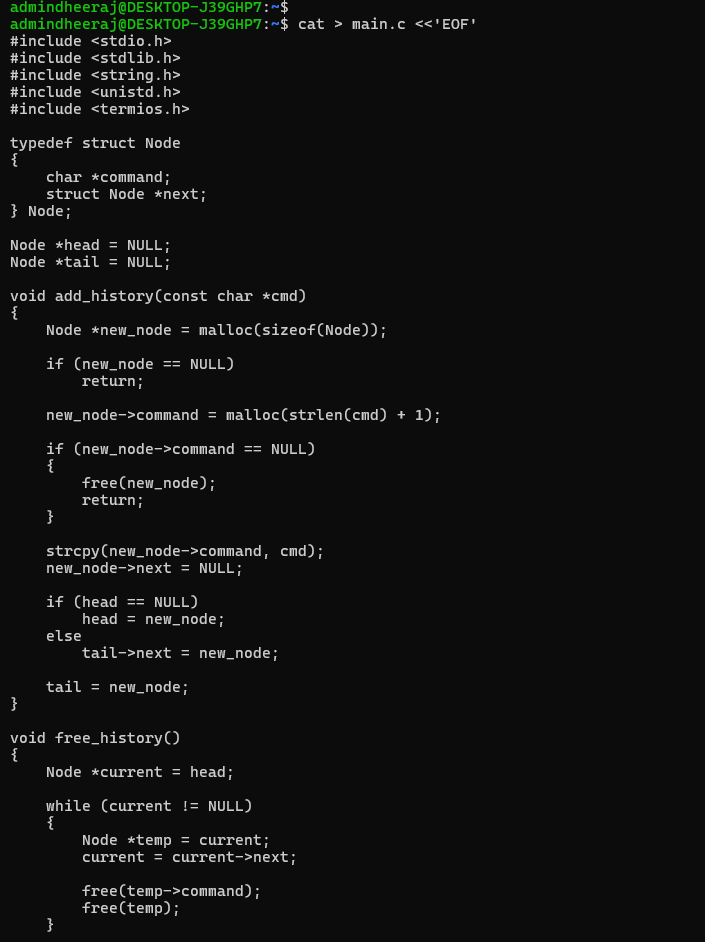 admindheeraj@DESKTOP-J39GHP7:~$
admindheeraj@DESKTOP-J39GHP7:~$ cat > main.c <<'EOF'
#include <stdio.h>
#include <stdlib.h>
#include <string.h>
#include <unistd.h>
#include <termios.h>

typedef struct Node
{
    char *command;
    struct Node *next;
} Node;

Node *head = NULL;
Node *tail = NULL;

void add_history(const char *cmd)
{
    Node *new_node = malloc(sizeof(Node));

    if (new_node == NULL)
        return;

    new_node->command = malloc(strlen(cmd) + 1);

    if (new_node->command == NULL)
    {
        free(new_node);
        return;
    }

    strcpy(new_node->command, cmd);
    new_node->next = NULL;

    if (head == NULL)
        head = new_node;
    else
        tail->next = new_node;

    tail = new_node;
}

void free_history()
{
    Node *current = head;

    while (current != NULL)
    {
        Node *temp = current;
        current = current->next;

        free(temp->command);
        free(temp);
    }